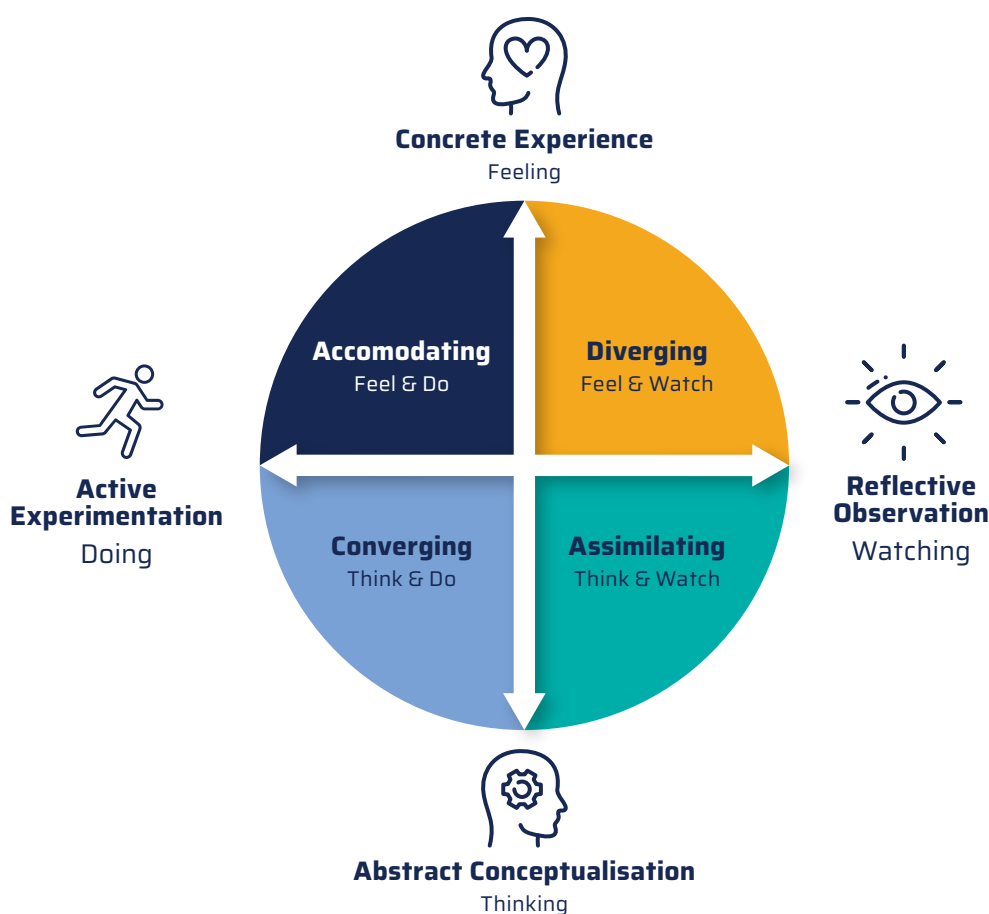 Concrete Experience
Feeling
Accomodating
Feel & Do
Diverging
Feel & Watch
Active
Experimentation
Doing
Reflective
Observation
Watching
Converging
Think & Do
Assimilating
Think & Watch
Abstract Conceptualisation
Thinking